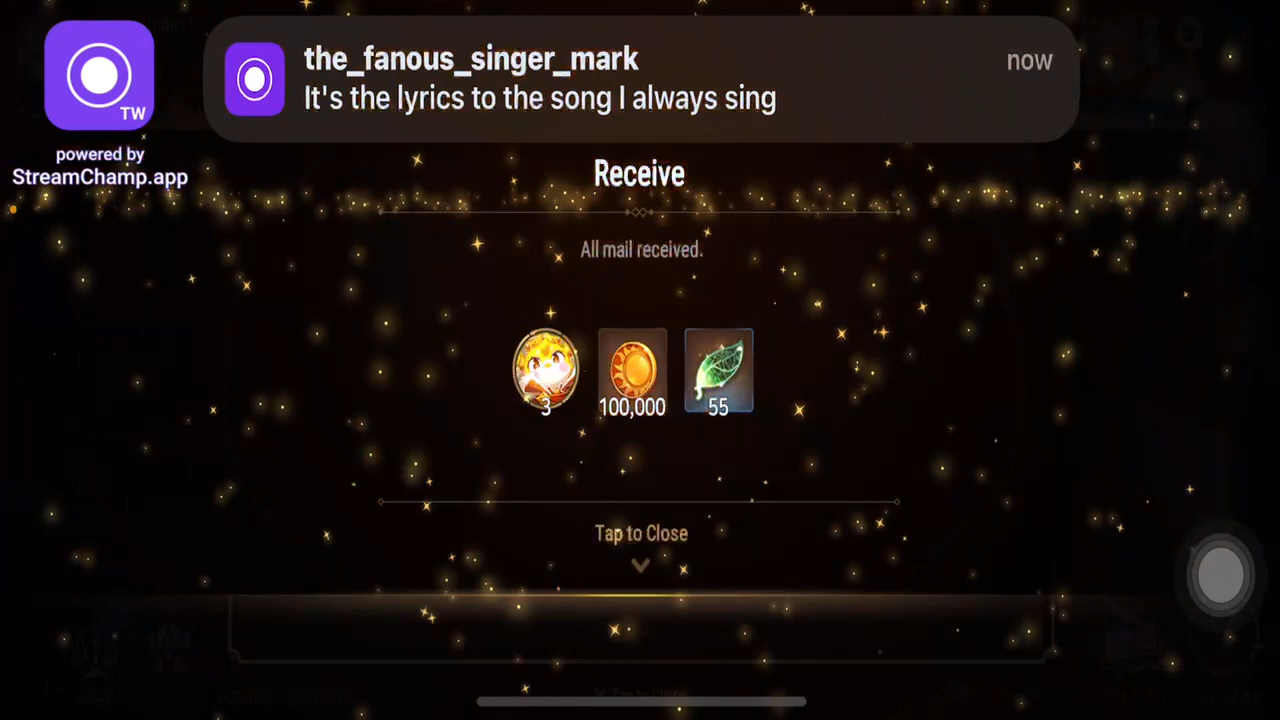 the_fanous_singer_mark
now
It's the lyrics to the song I always sing
TW
powered by
StreamChamp.app
Receive
All mail received.
3
100,000
55
Tap to Close